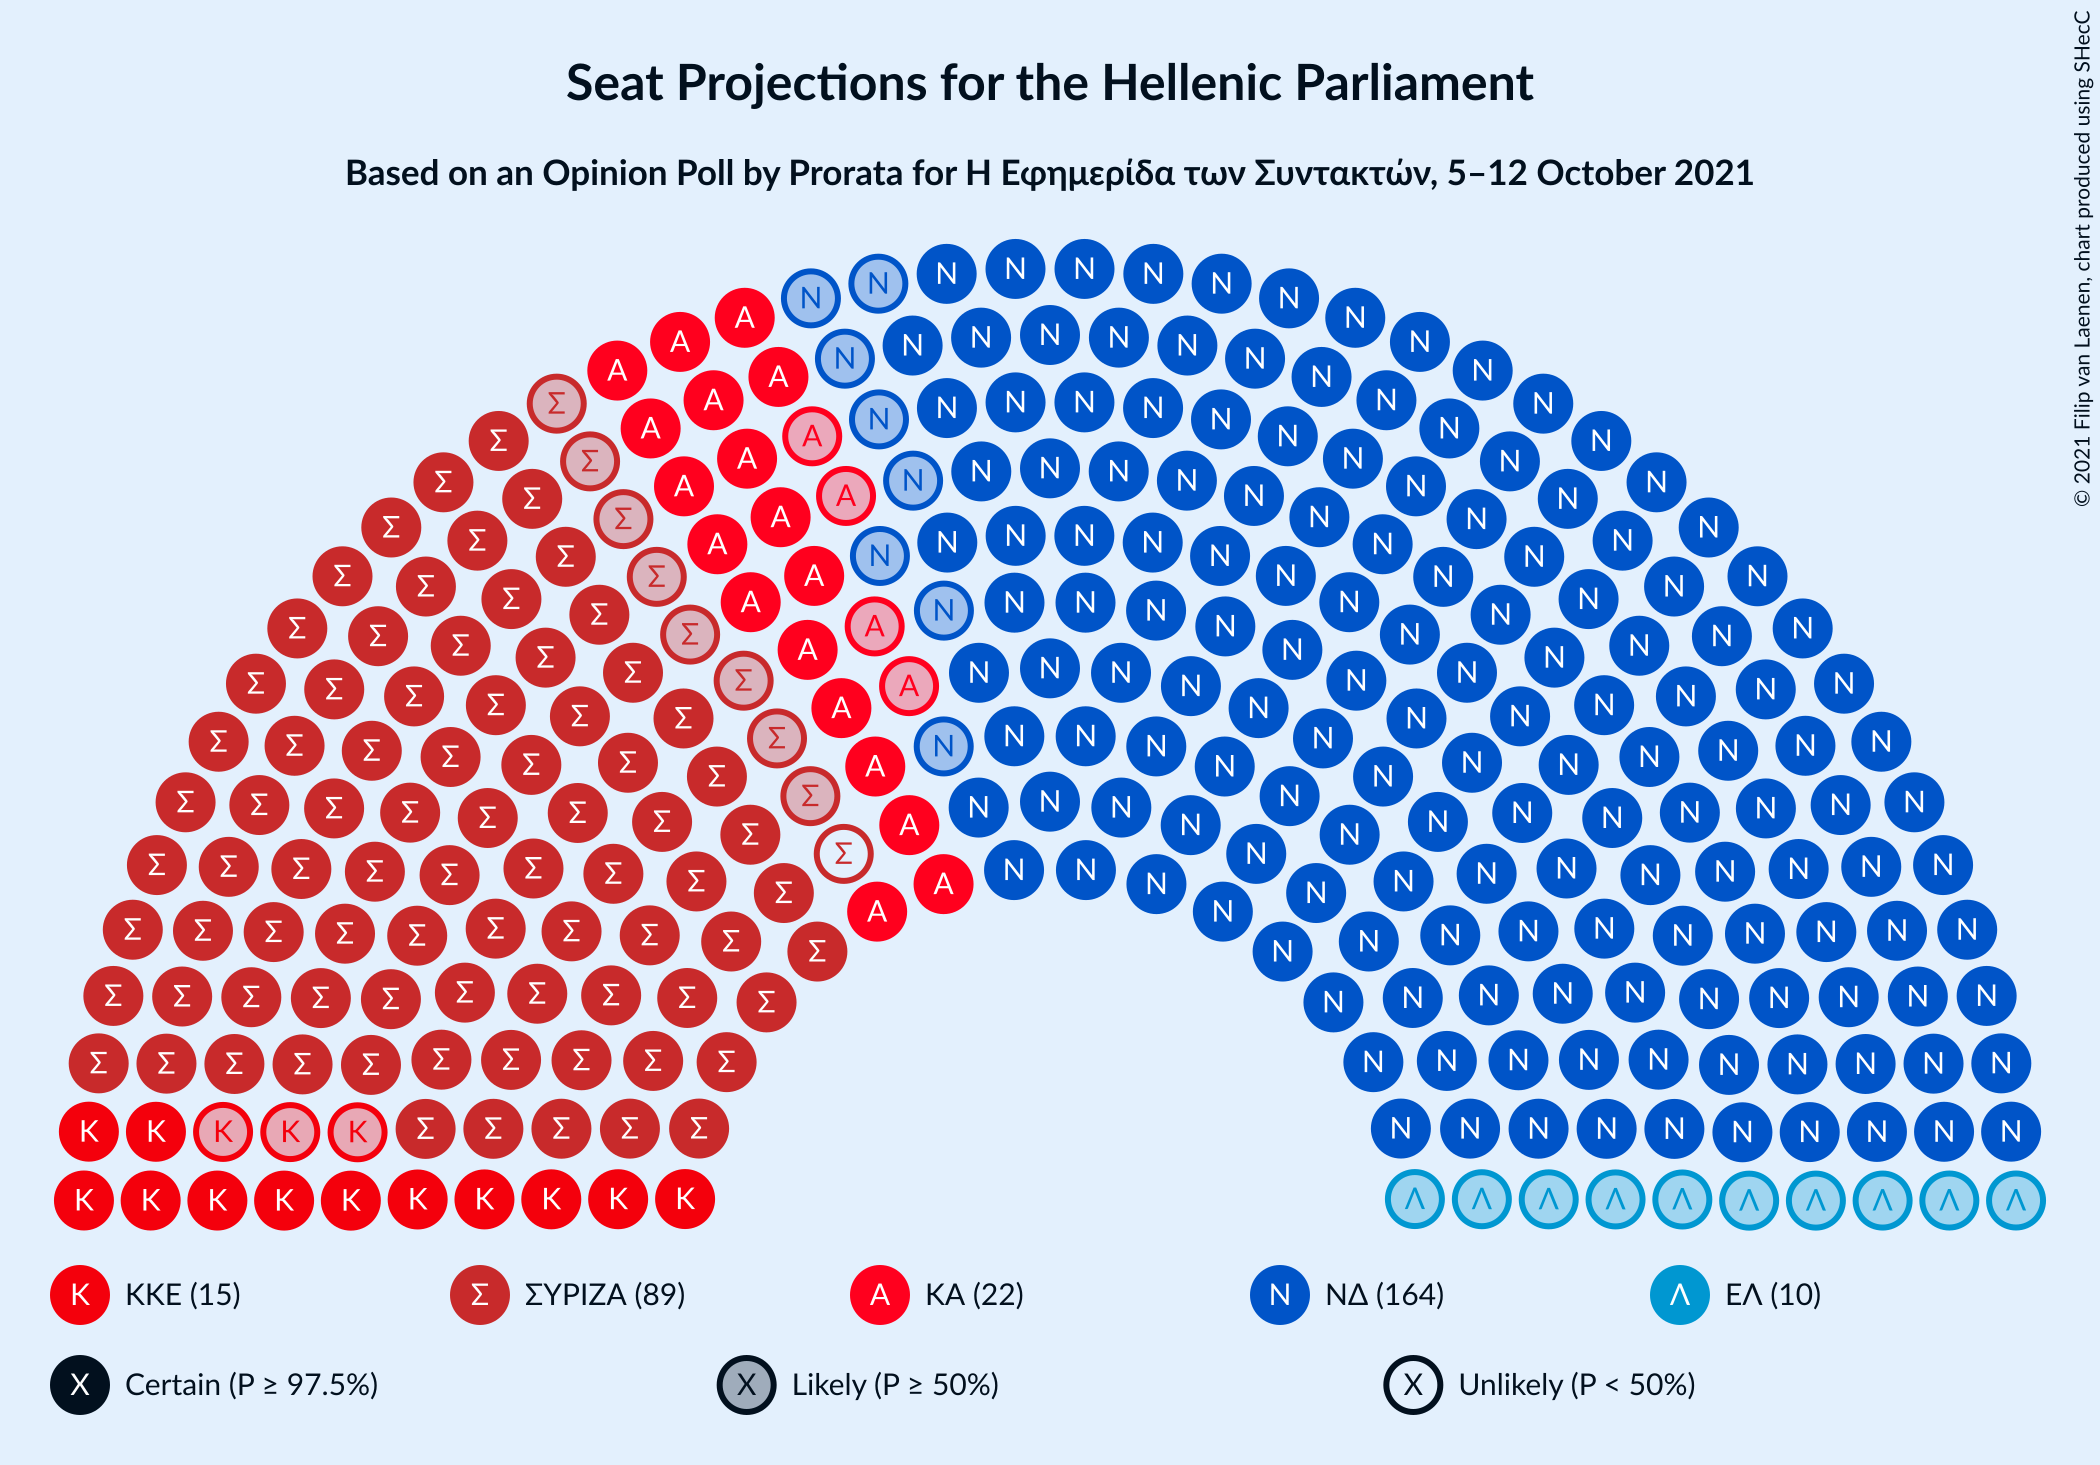 Seat Projections for the Hellenic Parliament
Based on an Opinion Poll by Prorata for Η Εφημερίδα των Συντακτών, 5–12 October 2021
© 2021 Filip van Laenen, chart produced using SHecC
Κ ΚΚΕ (15) Σ ΣΥΡΙΖΑ (89) Α ΚΑ (22) Ν ΝΔ (164) Λ ΕΛ (10)
X Certain (P ≥ 97.5%) X Likely (P ≥ 50%) X Unlikely (P < 50%)